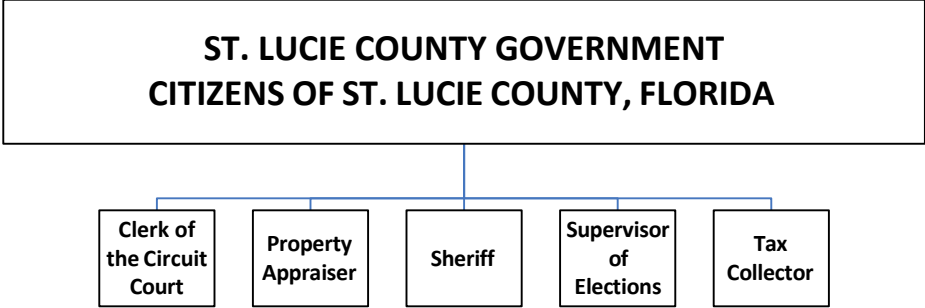 ST. LUCIE COUNTY GOVERNMENT
CITIZENS OF ST. LUCIE COUNTY, FLORIDA
Clerk of
the Circuit
Court
Property
Appraiser
Sheriff
Supervisor
of
Elections
Tax
Collector